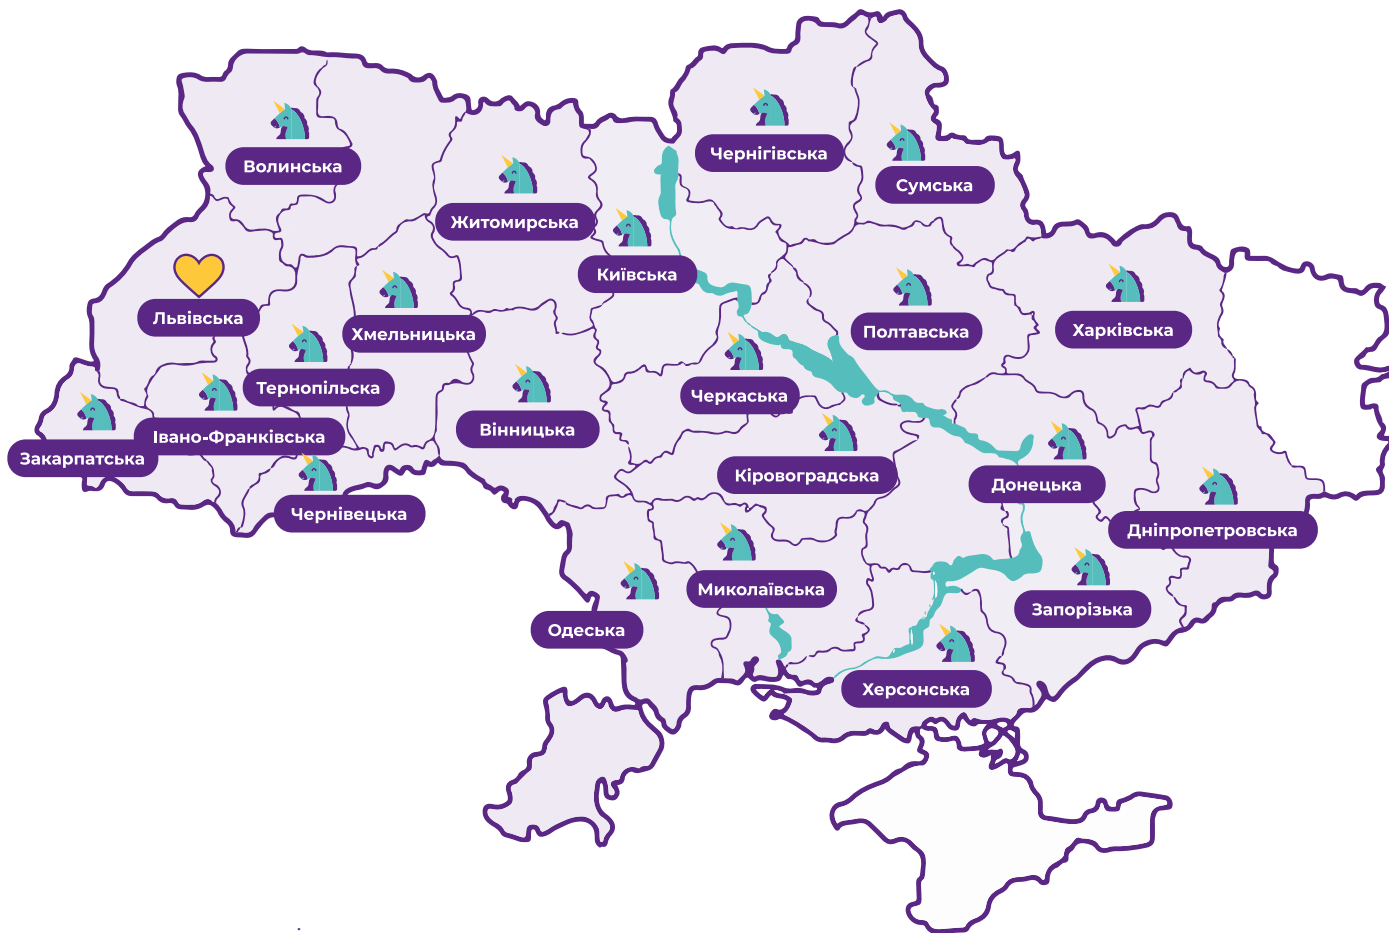 Чернігівська
Волинська
Сумська
Житомирська
Київська
Львівська
Хмельницька
Полтавська
Харківська
Тернопільска
Черкаська
Вінницька
Івано-Франківська
Закарпатська
Кіровоградська
Донецька
Чернівецька
Дніпропетровська
Миколаївська
Запорізька
Одеська
Херсонська